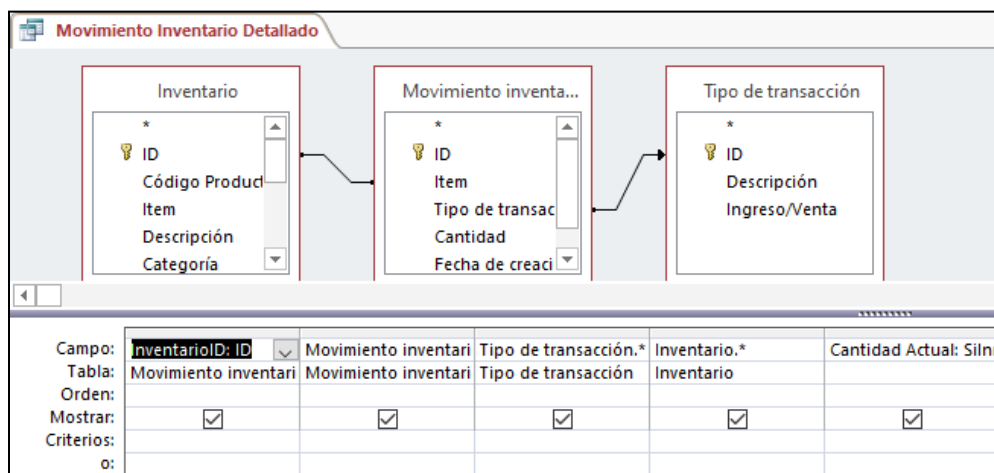 Movimiento Inventario Detallado
Inventario
*
ID
Código Product
Item
Descripción
Categoría
Movimiento inventa...
*
ID
Item
Tipo de transac
Cantidad
Fecha de creaci
Tipo de transacción
*
ID
Descripción
Ingreso/Venta
Campo: InventarioID: ID Movimiento inventari Tipo de transacción.* Inventario.* Cantidad Actual: SiIn
Tabla: Movimiento inventari Movimiento inventari Tipo de transacción Inventario
Orden:
Mostrar:
Criterios:
o: